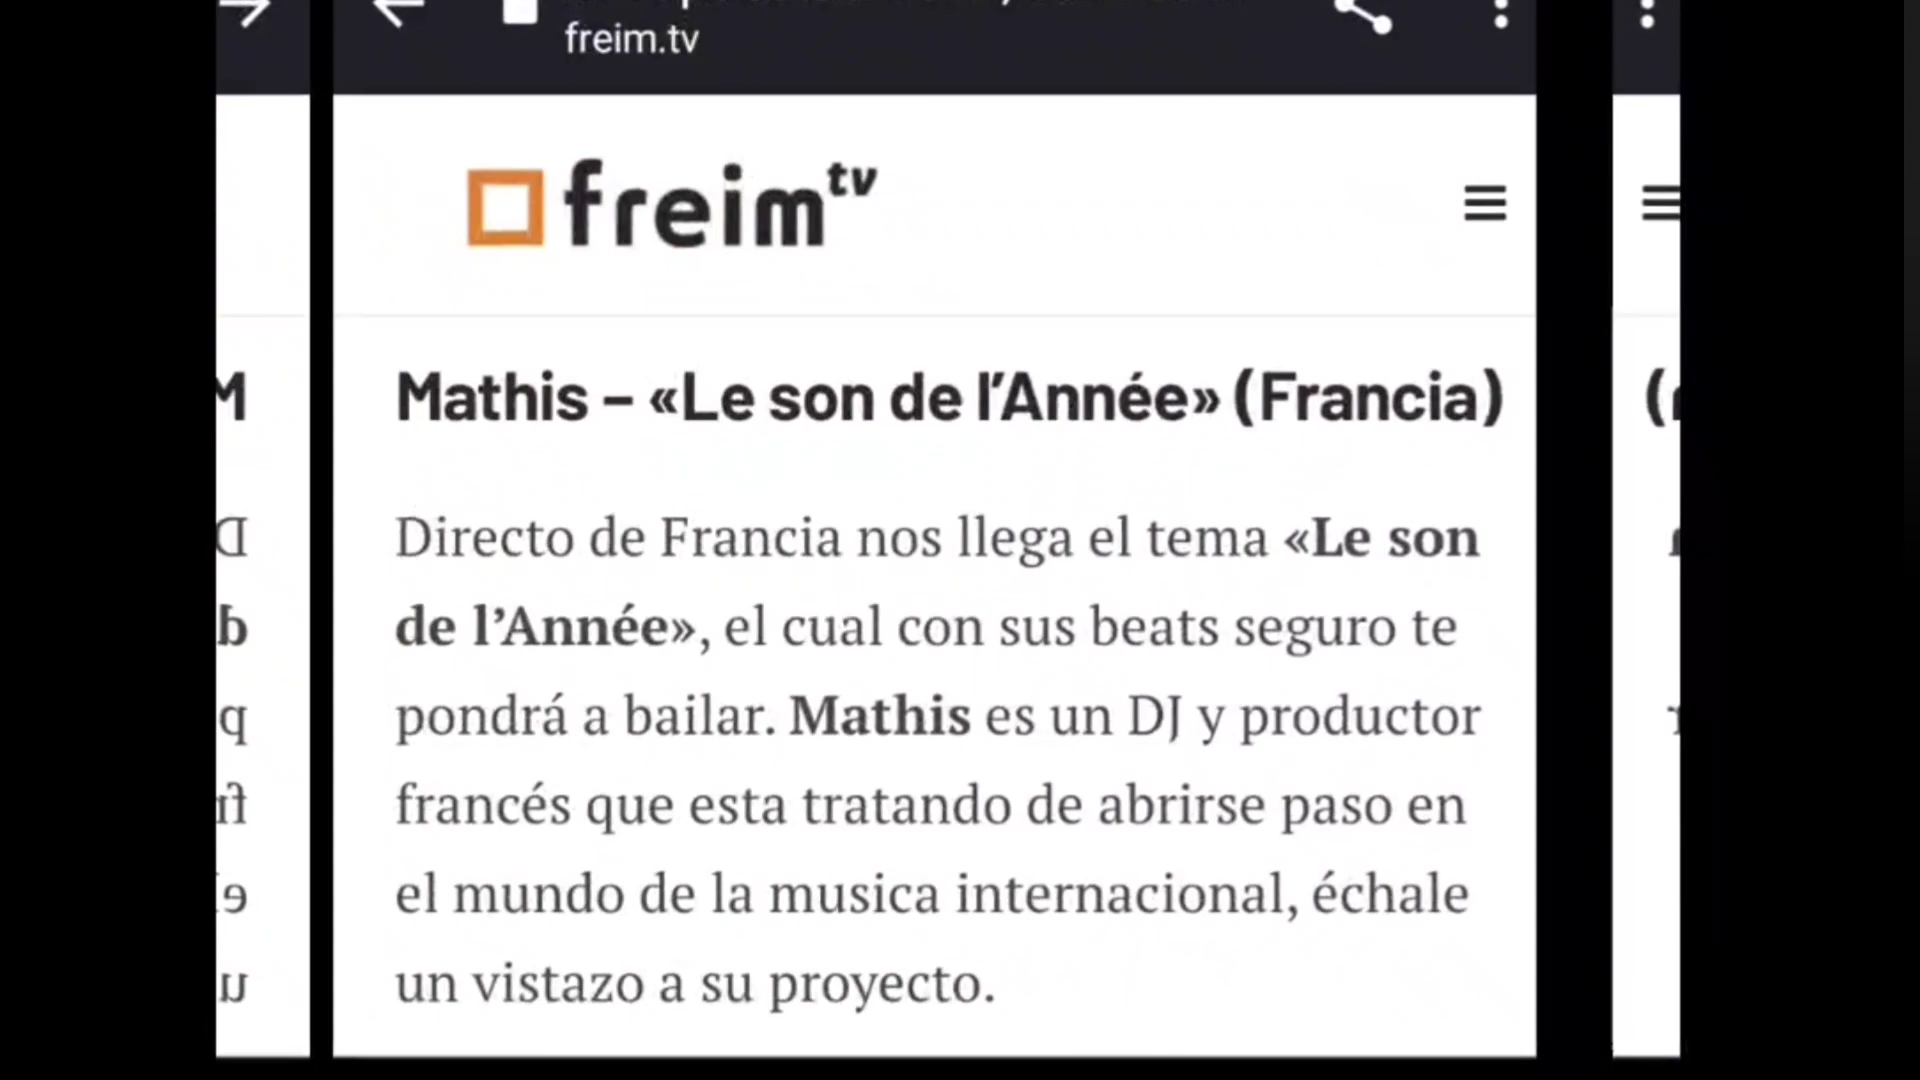 freim.tv
freim tv
Mathis – «Le son de l’Année» (Francia)
Directo de Francia nos llega el tema «Le son
de l’Année», el cual con sus beats seguro te
pondrá a bailar. Mathis es un DJ y productor
francés que esta tratando de abrirse paso en
el mundo de la musica internacional, échale
un vistazo a su proyecto.